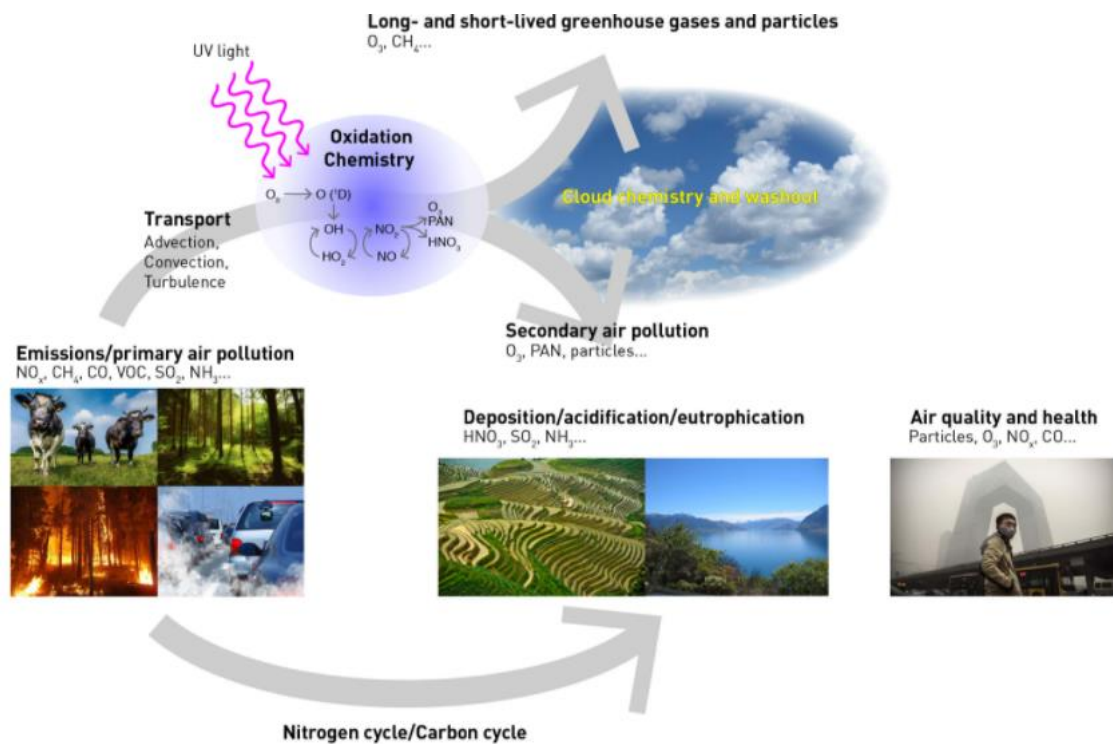 Long- and short-lived greenhouse gases and particles
O₃, CH₄...
UV light
Oxidation
Chemistry
O₃ → O (¹D)
OH
HO₂
NO₂
NO
O₃
PAN
HNO₃
Cloud chemistry and washout
Transport
Advection,
Convection,
Turbulence
Secondary air pollution
O₃, PAN, particles...
Emissions/primary air pollution
NOₓ, CH₄, CO, VOC, SO₂, NH₃...
Deposition/acidification/eutrophication
HNO₃, SO₂, NH₃...
Air quality and health
Particles, O₃, NOₓ, CO...
Nitrogen cycle/Carbon cycle